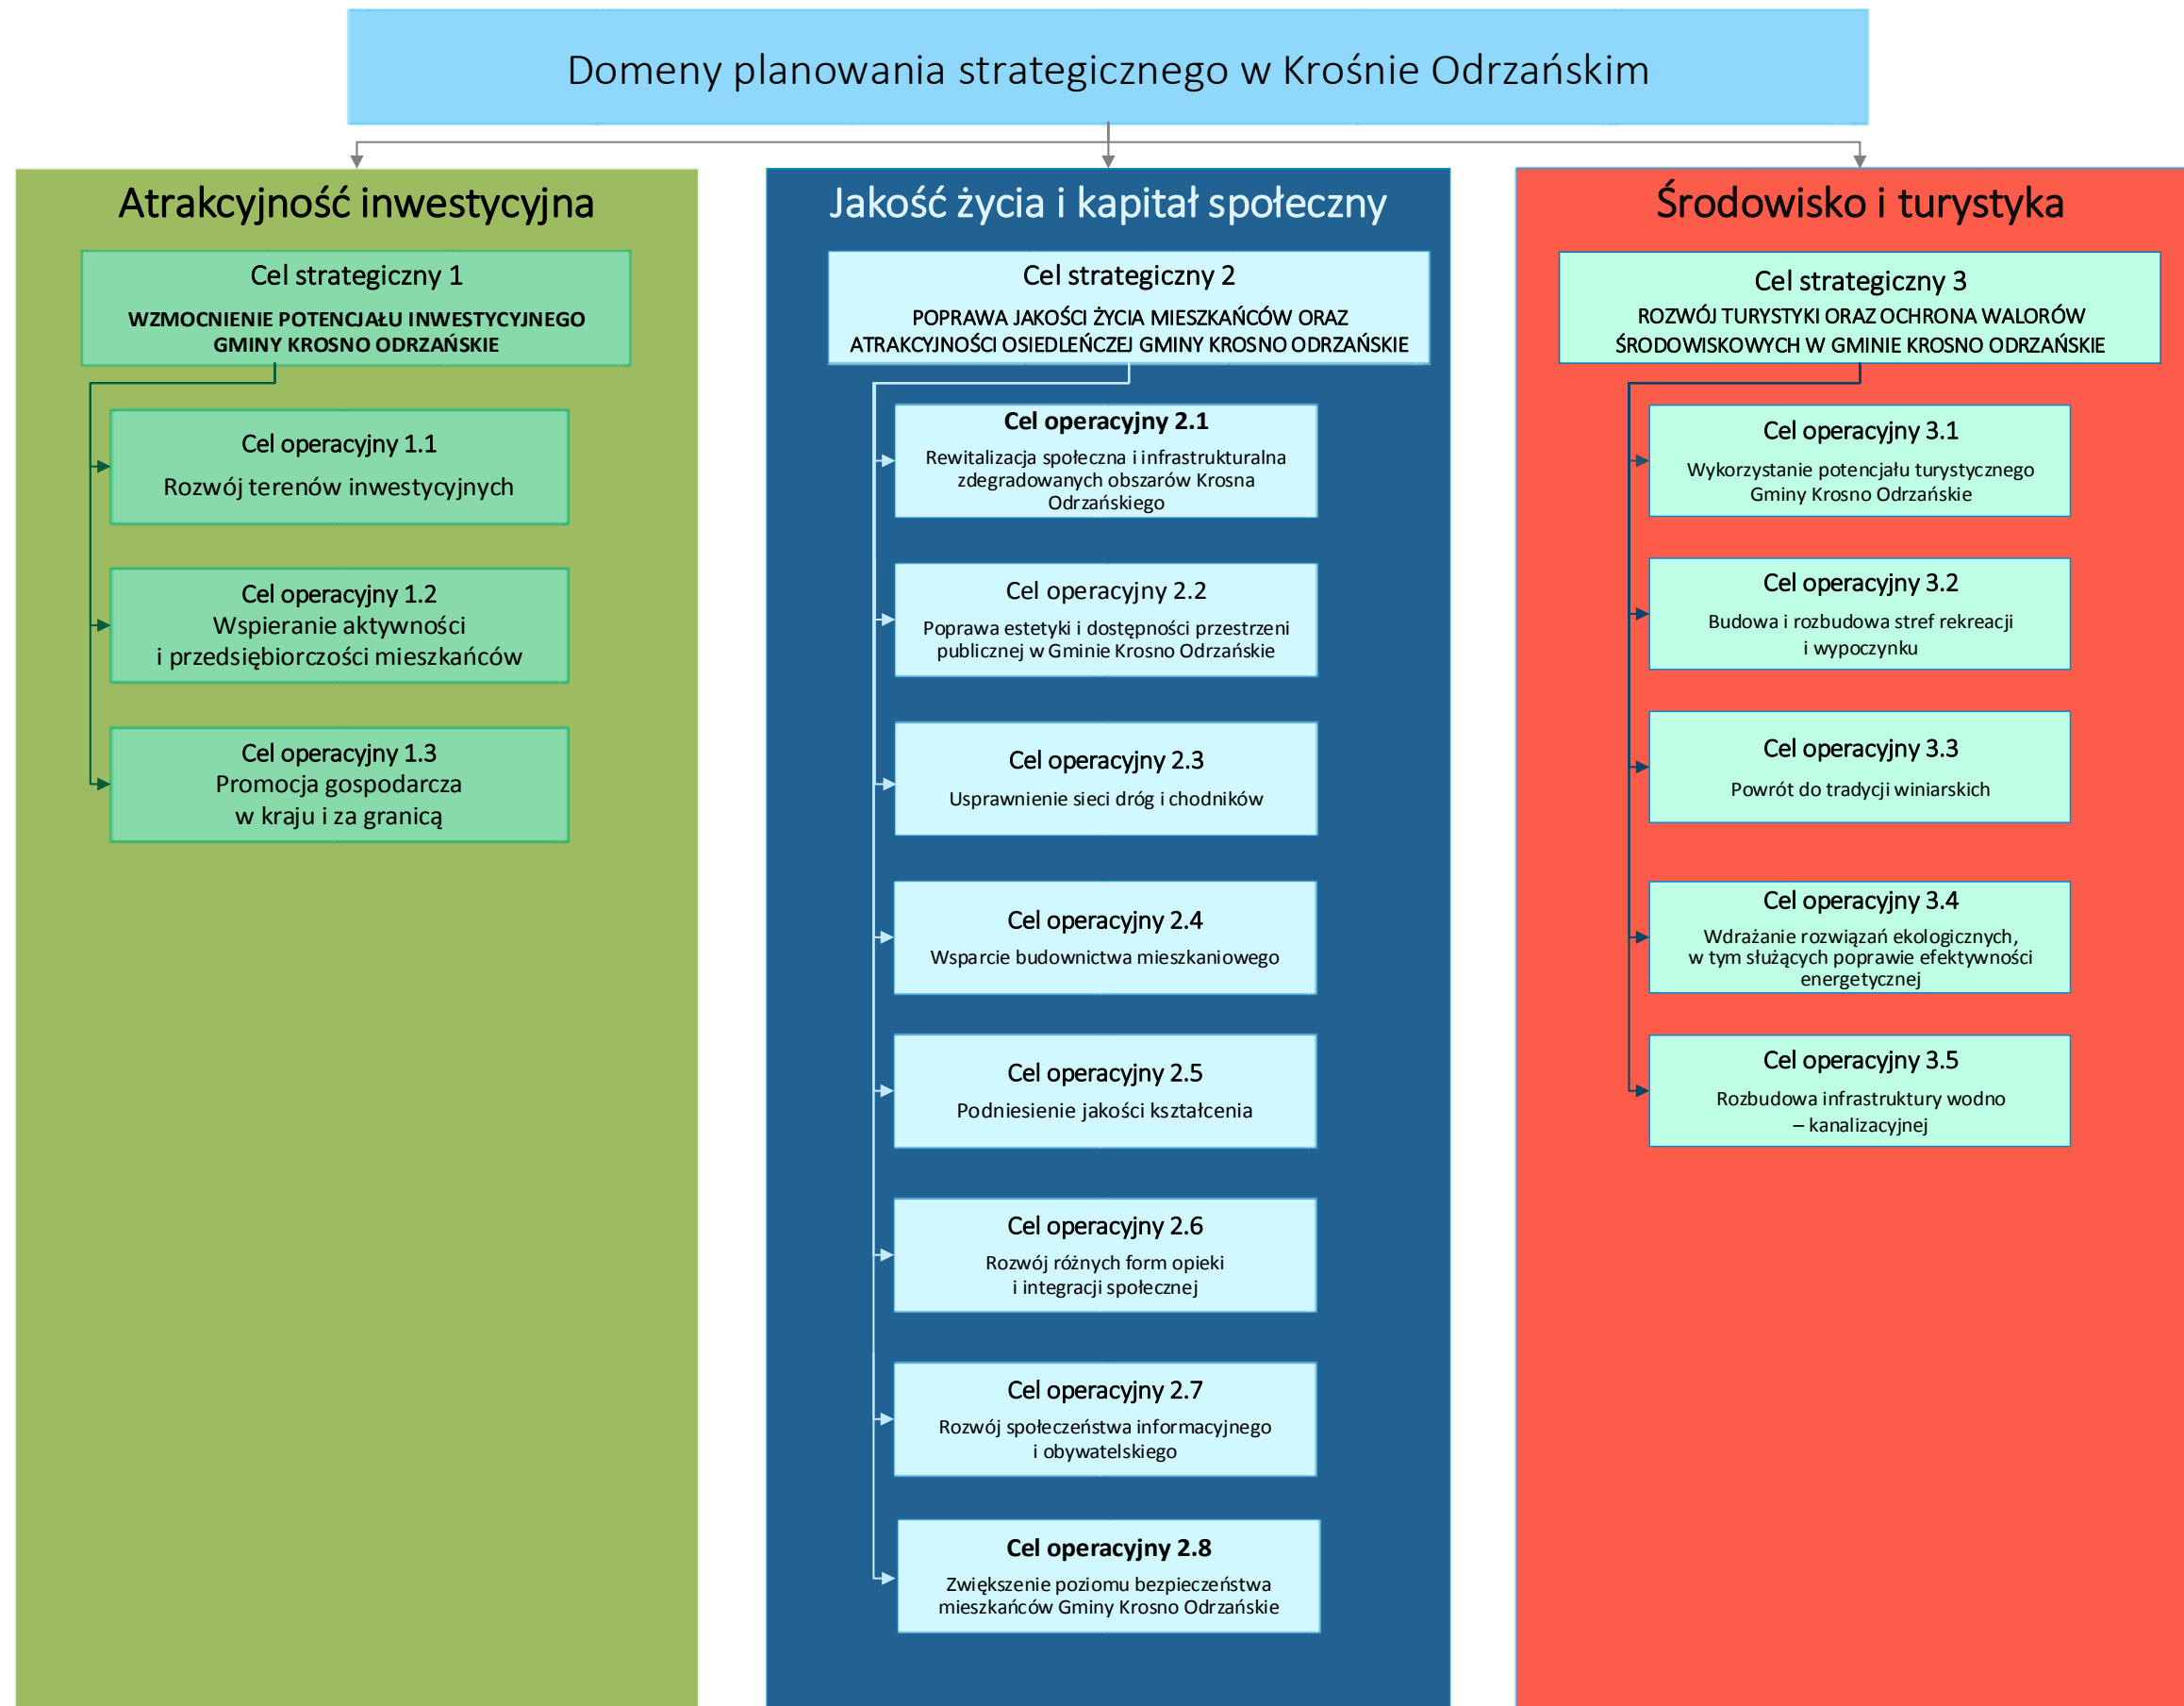 Domeny planowania strategicznego w Krośnie Odrzańskim
Atrakcyjność inwestycyjna
Cel strategiczny 1
WZMOCNIENIE POTENCJAŁU INWESTYCYJNEGO
GMINY KROSNO ODRZAŃSKIE
Cel operacyjny 1.1
Rozwój terenów inwestycyjnych
Cel operacyjny 1.2
Wspieranie aktywności
i przedsiębiorczości mieszkańców
Cel operacyjny 1.3
Promocja gospodarcza
w kraju i za granicą
Jakość życia i kapitał społeczny
Cel strategiczny 2
POPRAWA JAKOŚCI ŻYCIA MIESZKAŃCÓW ORAZ
ATRAKCYJNOŚCI OSIEDLEŃCZEJ GMINY KROSNO ODRZAŃSKIE
Cel operacyjny 2.1
Rewitalizacja społeczna i infrastrukturalna
zdegradowanych obszarów Krosna
Odrzańskiego
Cel operacyjny 2.2
Poprawa estetyki i dostępności przestrzeni
publicznej w Gminie Krosno Odrzańskie
Cel operacyjny 2.3
Usprawnienie sieci dróg i chodników
Cel operacyjny 2.4
Wsparcie budownictwa mieszkaniowego
Cel operacyjny 2.5
Podniesienie jakości kształcenia
Cel operacyjny 2.6
Rozwój różnych form opieki
i integracji społecznej
Cel operacyjny 2.7
Rozwój społeczeństwa informacyjnego
i obywatelskiego
Cel operacyjny 2.8
Zwiększenie poziomu bezpieczeństwa
mieszkańców Gminy Krosno Odrzańskie
Środowisko i turystyka
Cel strategiczny 3
ROZWÓJ TURYSTYKI ORAZ OCHRONA WALORÓW
ŚRODOWISKOWYCH W GMINIE KROSNO ODRZAŃSKIE
Cel operacyjny 3.1
Wykorzystanie potencjału turystycznego
Gminy Krosno Odrzańskie
Cel operacyjny 3.2
Budowa i rozbudowa stref rekreacji
i wypoczynku
Cel operacyjny 3.3
Powrót do tradycji winiarskich
Cel operacyjny 3.4
Wdrażanie rozwiązań ekologicznych,
w tym służących poprawie efektywności
energetycznej
Cel operacyjny 3.5
Rozbudowa infrastruktury wodno
– kanalizacyjnej